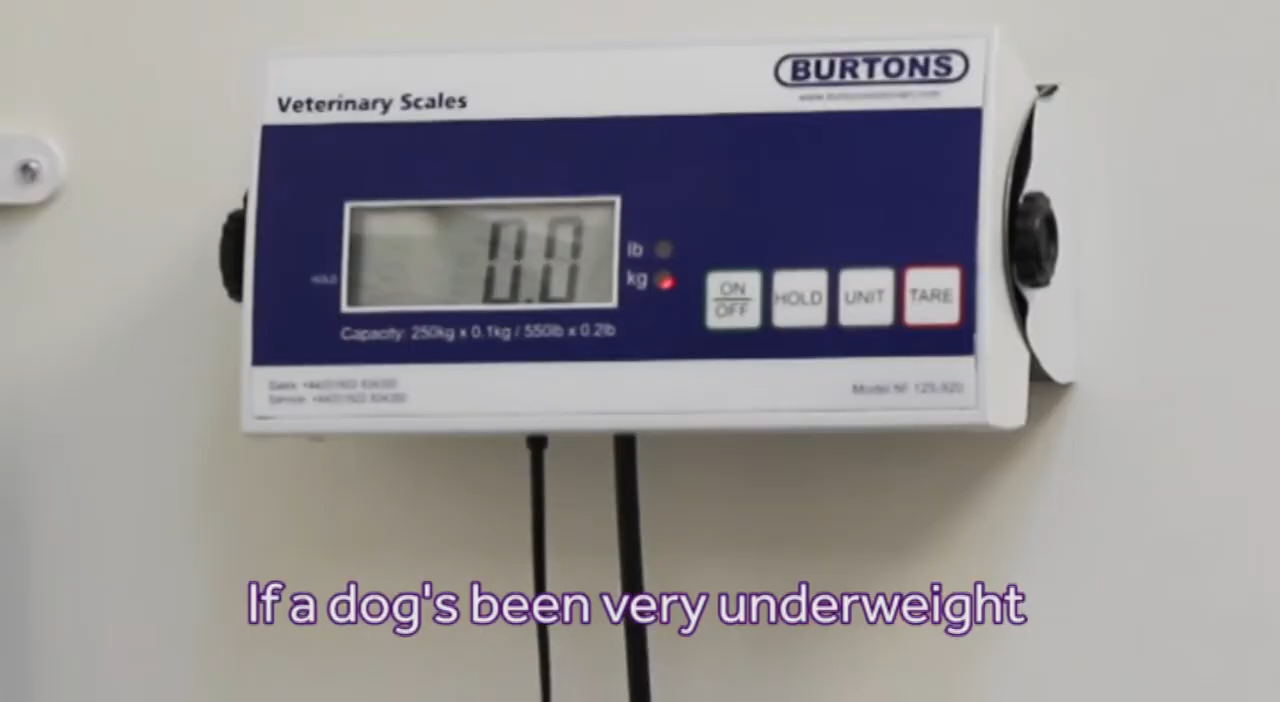 BURTONS
Veterinary Scales
0.0
lb
kg
HOLD
ON
OFF
HOLD
UNIT
TARE
Capacity: 250kg x 0.1kg / 550lb x 0.2lb
If a dog's been very underweight